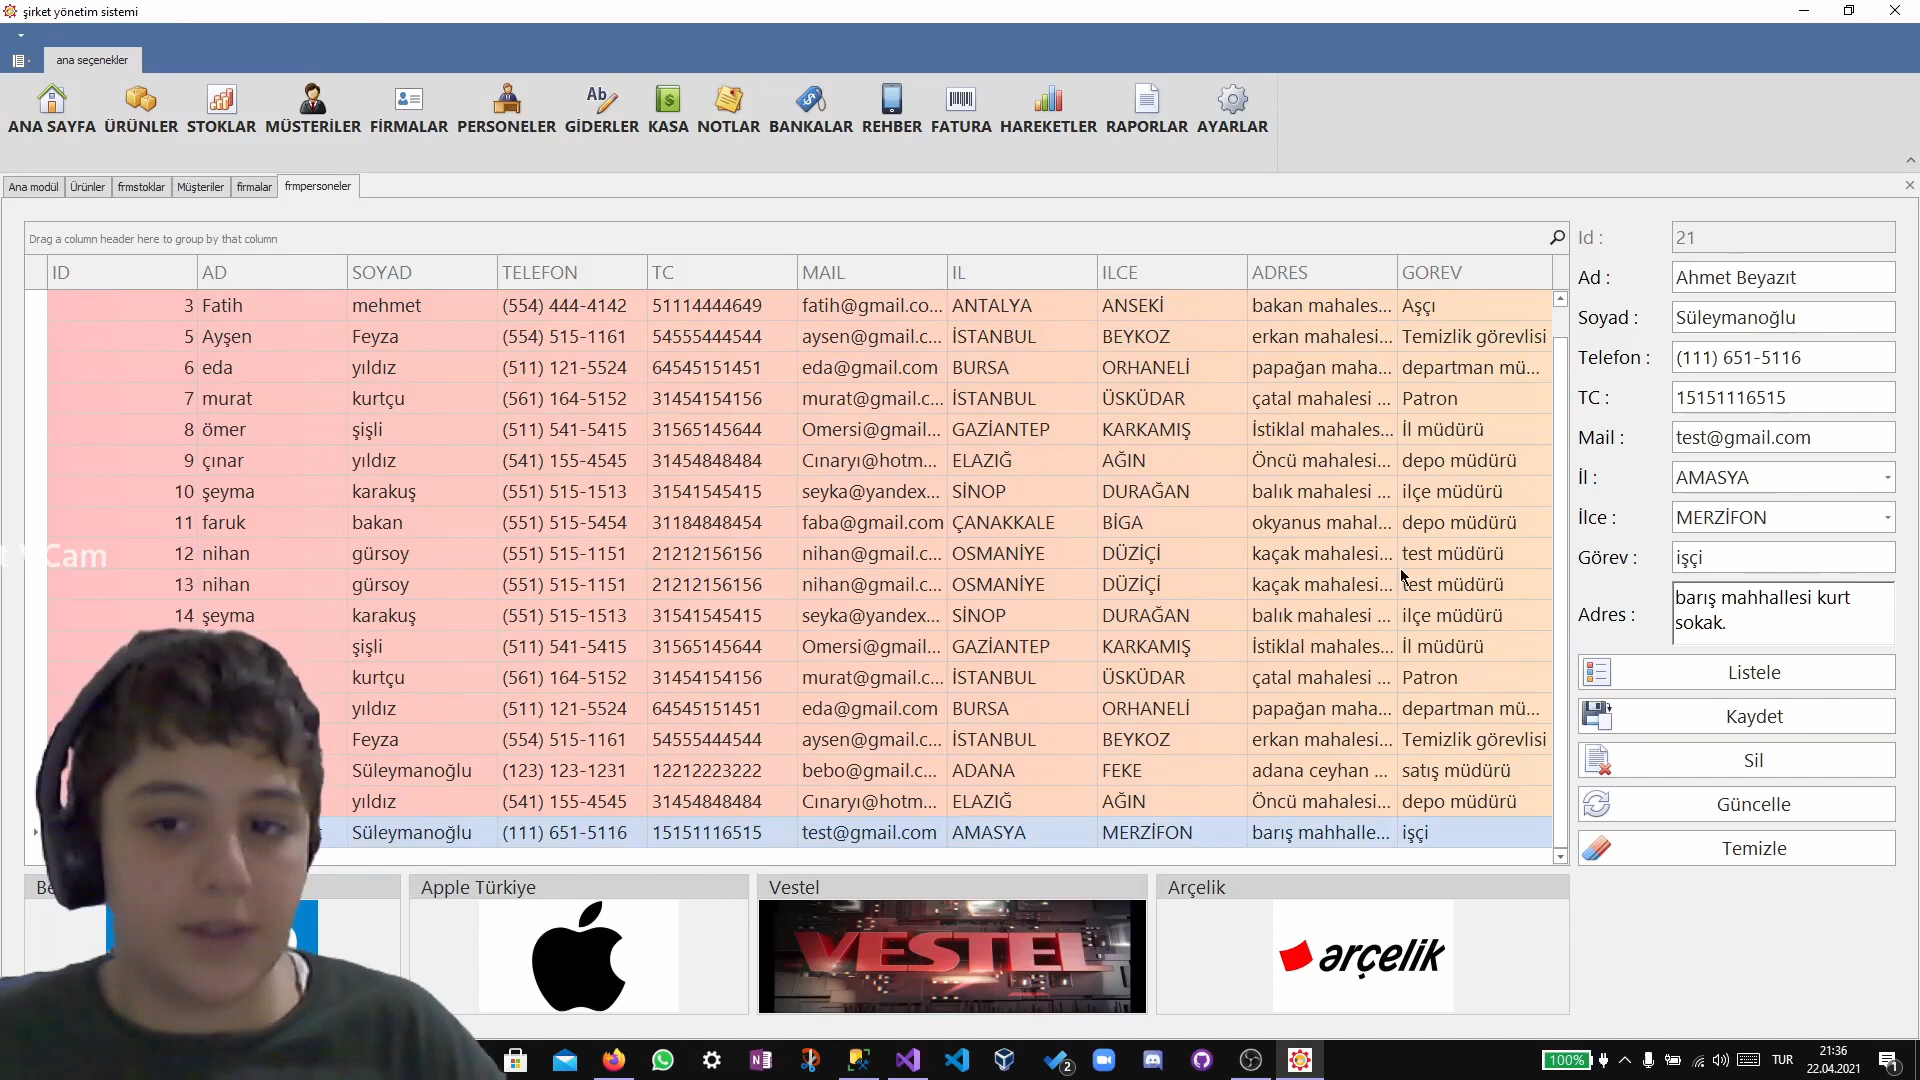 şirket yönetim sistemi
ana seçenekler
ANA SAYFA ÜRÜNLER STOKLAR MÜSTERİLER FİRMALAR PERSONELER GİDERLER KASA NOTLAR BANKALAR REHBER FATURA HAREKETLER RAPORLAR AYARLAR
Ana modül Ürünler frmstoklar Müşteriler firmalar frmpersoneler
Drag a column header here to group by that column
ID AD SOYAD TELEFON TC MAIL IL ILCE ADRES GOREV
3 Fatih mehmet (554) 444-4142 51114444649 fatih@gmail.co... ANTALYA ANSEKİ bakan mahales... Aşçı
5 Ayşen Feyza (554) 515-1161 54555444544 aysen@gmail.c... İSTANBUL BEYKOZ erkan mahalesi... Temizlik görevlisi
6 eda yıldız (511) 121-5524 64545151451 eda@gmail.com BURSA ORHANELİ papağan maha... departman mü...
7 murat kurtçu (561) 164-5152 31454154156 murat@gmail.c... İSTANBUL ÜSKÜDAR çatal mahalesi ... Patron
8 ömer şişli (511) 541-5415 31565145644 Omersi@gmail... GAZİANTEP KARKAMIŞ İstiklal mahales... İl müdürü
9 çınar yıldız (541) 155-4545 31454848484 Cınaryı@hotm... ELAZIĞ AĞIN Öncü mahalesi... depo müdürü
10 şeyma karakuş (551) 515-1513 31541545415 seyka@yandex... SİNOP DURAĞAN balık mahalesi ... ilçe müdürü
11 faruk bakan (551) 515-5454 31184848454 faba@gmail.com ÇANAKKALE BİGA okyanus mahal... depo müdürü
12 nihan gürsoy (551) 515-1151 21212156156 nihan@gmail.c... OSMANİYE DÜZİÇİ kaçak mahalesi... test müdürü
13 nihan gürsoy (551) 515-1151 21212156156 nihan@gmail.c... OSMANİYE DÜZİÇİ kaçak mahalesi... test müdürü
14 şeyma karakuş (551) 515-1513 31541545415 seyka@yandex... SİNOP DURAĞAN balık mahalesi ... ilçe müdürü
şişli (511) 541-5415 31565145644 Omersi@gmail... GAZİANTEP KARKAMIŞ İstiklal mahales... İl müdürü
kurtçu (561) 164-5152 31454154156 murat@gmail.c... İSTANBUL ÜSKÜDAR çatal mahalesi ... Patron
yıldız (511) 121-5524 64545151451 eda@gmail.com BURSA ORHANELİ papağan maha... departman mü...
Feyza (554) 515-1161 54555444544 aysen@gmail.c... İSTANBUL BEYKOZ erkan mahalesi... Temizlik görevlisi
Süleymanoğlu (123) 123-1231 12212223222 bebo@gmail.c... ADANA FEKE adana ceyhan ... satış müdürü
yıldız (541) 155-4545 31454848484 Cınaryı@hotm... ELAZIĞ AĞIN Öncü mahalesi... depo müdürü
Süleymanoğlu (111) 651-5116 15151116515 test@gmail.com AMASYA MERZİFON barış mahhalle... işçi
Cam
Id : 21
Ad : Ahmet Beyazıt
Soyad : Süleymanoğlu
Telefon : (111) 651-5116
TC : 15151116515
Mail : test@gmail.com
İl : AMASYA
İlce : MERZİFON
Görev : işçi
Adres : barış mahhallesi kurt
sokak.
Listele
Kaydet
Sil
Güncelle
Temizle
Apple Türkiye Vestel Arçelik
VESTEL
arçelik
2
100%
TUR
21:36
22.04.2021
1